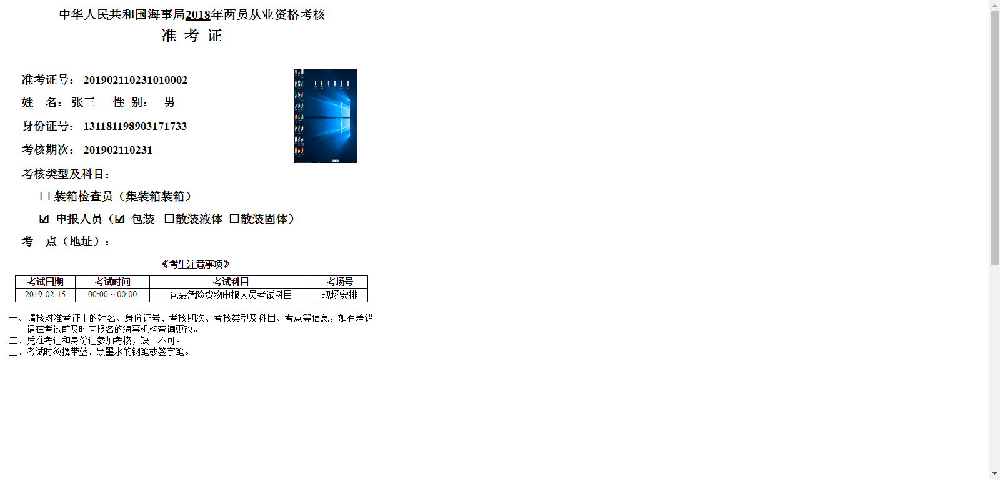 中华人民共和国海事局2018年两员从业资格考核
准 考 证
准考证号： 201902110231010002
姓 名： 张三 性 别： 男
身份证号： 131181198903171733
考核期次： 201902110231
考核类型及科目：
☐ 装箱检查员（集装箱装箱）
☑ 申报人员（☑ 包装 ☐散装液体 ☐散装固体）
考 点（地址）：
《考生注意事项》
考试日期 考试时间 考试科目 考场号
2019-02-15 00:00 ~ 00:00 包装危险货物申报人员考试科目 现场安排
一、请核对准考证上的姓名、身份证号、考核期次、考核类型及科目、考点等信息，如有差错
请在考试前及时向报名的海事机构查询更改。
二、凭准考证和身份证参加考核，缺一不可。
三、考试时须携带蓝、黑墨水的钢笔或签字笔。